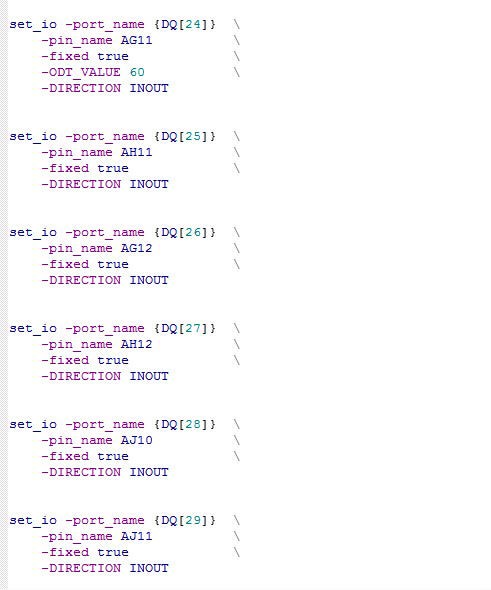 set_io -port_name {DQ[24]}  \
    -pin_name AG11          \
    -fixed true             \
    -ODT_VALUE 60           \
    -DIRECTION INOUT
set_io -port_name {DQ[25]}  \
    -pin_name AH11          \
    -fixed true             \
    -DIRECTION INOUT
set_io -port_name {DQ[26]}  \
    -pin_name AG12          \
    -fixed true             \
    -DIRECTION INOUT
set_io -port_name {DQ[27]}  \
    -pin_name AH12          \
    -fixed true             \
    -DIRECTION INOUT
set_io -port_name {DQ[28]}  \
    -pin_name AJ10          \
    -fixed true             \
    -DIRECTION INOUT
set_io -port_name {DQ[29]}  \
    -pin_name AJ11          \
    -fixed true             \
    -DIRECTION INOUT